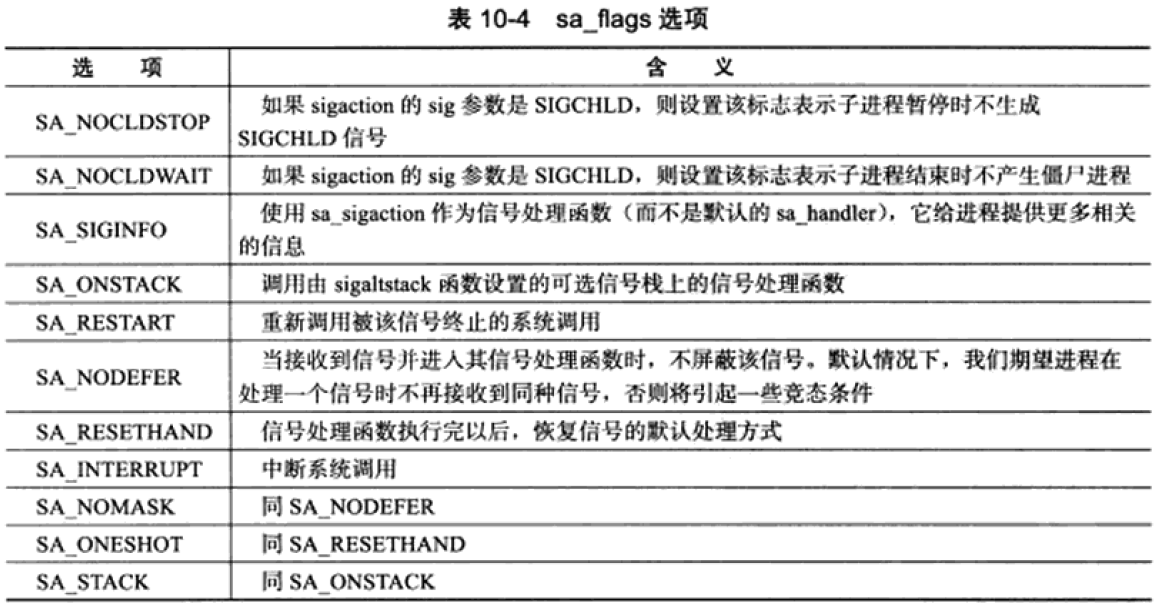 表 10-4 sa_flags 选项
选 项 含 义
SA_NOCLDSTOP 如果 sigaction 的 sig 参数是 SIGCHLD，则设置该标志表示子进程暂停时不生成
SIGCHLD 信号
SA_NOCLDWAIT 如果 sigaction 的 sig 参数是 SIGCHLD，则设置该标志表示子进程结束时不产生僵尸进程
SA_SIGINFO 使用 sa_sigaction 作为信号处理函数（而不是默认的 sa_handler），它给进程提供更多相关
的信息
SA_ONSTACK 调用由 sigaltstack 函数设置的可选信号栈上的信号处理函数
SA_RESTART 重新调用被该信号终止的系统调用
SA_NODEFER 当接收到信号并进入其信号处理函数时，不屏蔽该信号。默认情况下，我们期望进程在
处理一个信号时不再接收到同种信号，否则将引起一些竞态条件
SA_RESETHAND 信号处理函数执行完以后，恢复信号的默认处理方式
SA_INTERRUPT 中断系统调用
SA_NOMASK 同 SA_NODEFER
SA_ONESHOT 同 SA_RESETHAND
SA_STACK 同 SA_ONSTACK